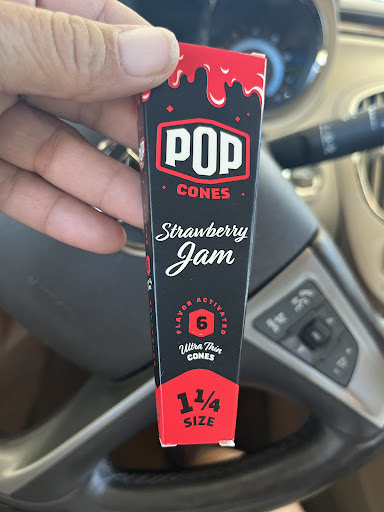 POP
CONES
Strawberry
Jam
FLAVOR ACTIVATED
6
Ultra Thin
CONES
1 1/4
SIZE